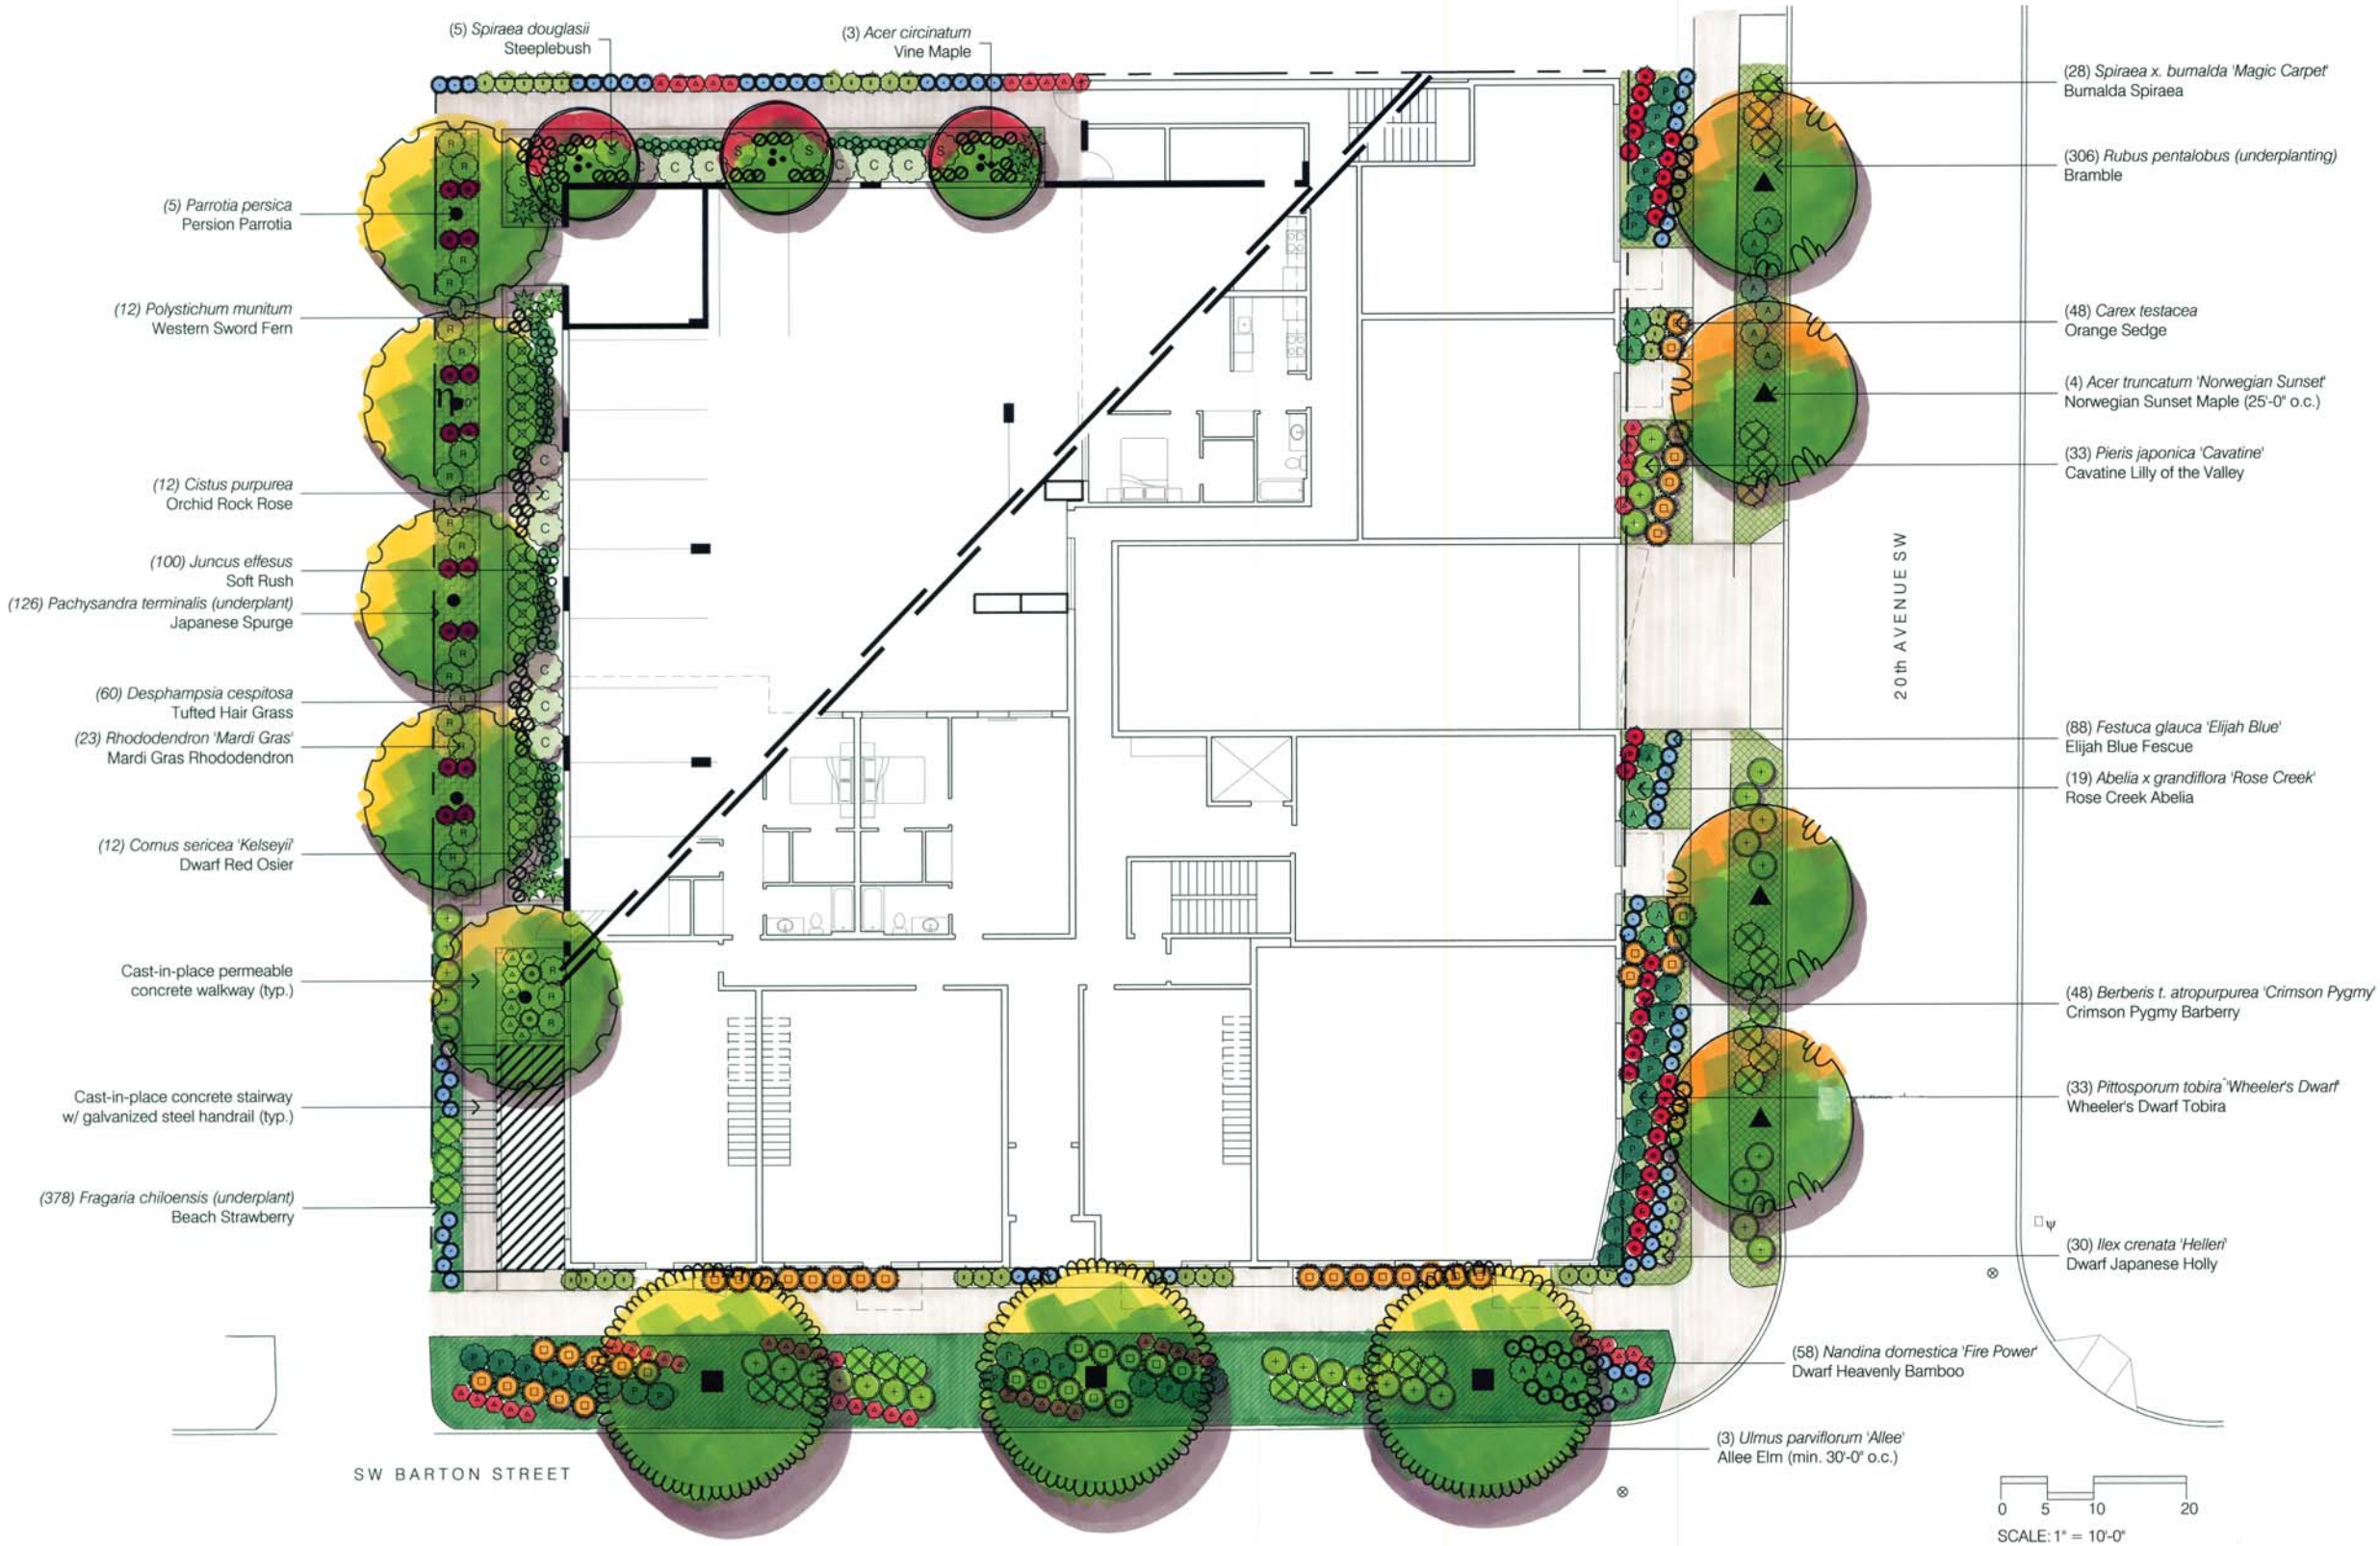 (5) Spiraea douglasii
Steeplebush
(3) Acer circinatum
Vine Maple
(5) Parrotia persica
Persion Parrotia
(12) Polystichum munitum
Western Sword Fern
(12) Cistus purpurea
Orchid Rock Rose
(100) Juncus effesus
Soft Rush
(126) Pachysandra terminalis (underplant)
Japanese Spurge
(60) Desphampsia cespitosa
Tufted Hair Grass
(23) Rhododendron 'Mardi Gras'
Mardi Gras Rhododendron
(12) Cornus sericea 'Kelseyii'
Dwarf Red Osier
Cast-in-place permeable
concrete walkway (typ.)
Cast-in-place concrete stairway
w/ galvanized steel handrail (typ.)
(378) Fragaria chiloensis (underplant)
Beach Strawberry
(28) Spiraea x. bumalda 'Magic Carpet'
Bumalda Spiraea
(306) Rubus pentalobus (underplanting)
Bramble
(48) Carex testacea
Orange Sedge
(4) Acer truncatum 'Norwegian Sunset'
Norwegian Sunset Maple (25'-0" o.c.)
(33) Pieris japonica 'Cavatine'
Cavatine Lilly of the Valley
20th AVENUE SW
(88) Festuca glauca 'Elijah Blue'
Elijah Blue Fescue
(19) Abelia x grandiflora 'Rose Creek'
Rose Creek Abelia
(48) Berberis t. atropurpurea 'Crimson Pygmy'
Crimson Pygmy Barberry
(33) Pittosporum tobira 'Wheeler's Dwarf'
Wheeler's Dwarf Tobira
(30) Ilex crenata 'Helleri'
Dwarf Japanese Holly
(58) Nandina domestica 'Fire Power'
Dwarf Heavenly Bamboo
(3) Ulmus parviflorum 'Allee'
Allee Elm (min. 30'-0" o.c.)
SW BARTON STREET
0 5 10 20
SCALE: 1" = 10'-0"